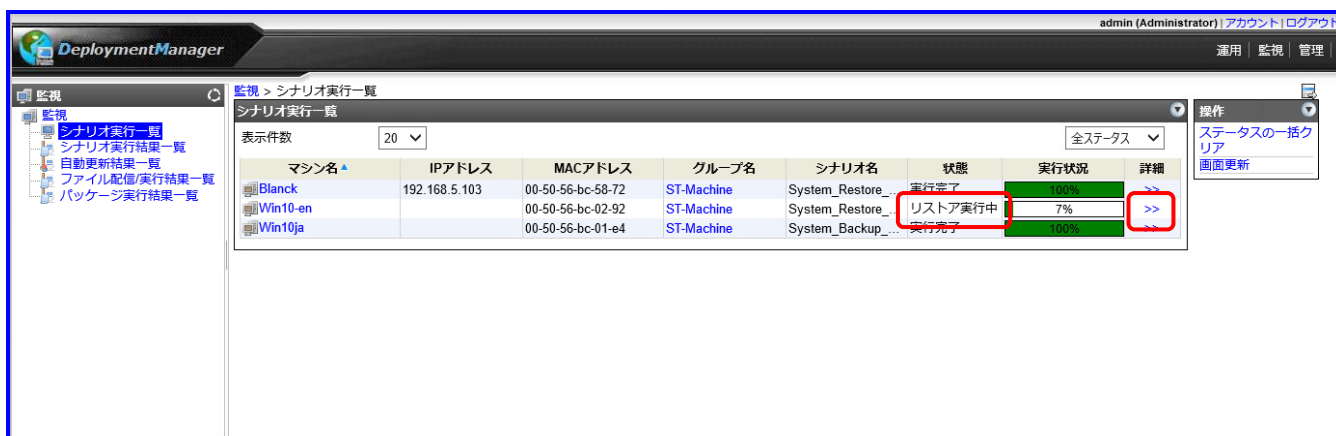 admin (Administrator) | アカウント | ログアウト
DeploymentManager
運用 | 監視 | 管理
監視
監視
シナリオ実行一覧
シナリオ実行結果一覧
自動更新結果一覧
ファイル配信/実行結果一覧
パッケージ実行結果一覧
監視 > シナリオ実行一覧
シナリオ実行一覧
表示件数 20 全ステータス
マシン名 IPアドレス MACアドレス グループ名 シナリオ名 状態 実行状況 詳細
Blanck 192.168.5.103 00-50-56-bc-58-72 ST-Machine System_Restore_... 実行完了 100% >>
Win10-en 00-50-56-bc-02-92 ST-Machine System_Restore_... リストア実行中 7% >>
Win10ja 00-50-56-bc-01-e4 ST-Machine System_Backup_... 実行完了 100% >>
操作
ステータスの一括ク
リア
画面更新